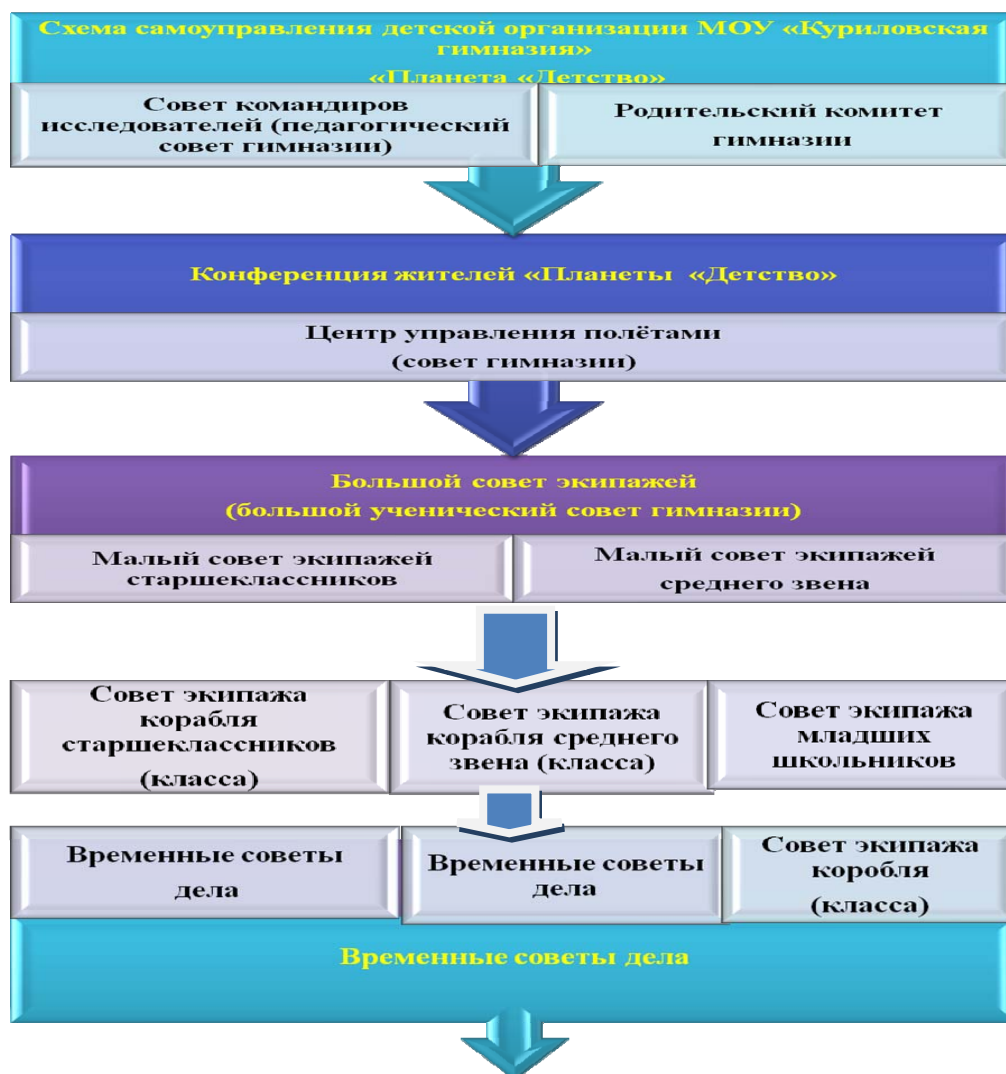 Схема самоуправления детской организации МОУ «Куриловская
гимназия»
«Планета «Детство»
Совет командиров
исследователей (педагогический
совет гимназии)
Родительский комитет
гимназии
Конференция жителей «Планеты «Детство»
Центр управления полётами
(совет гимназии)
Большой совет экипажей
(большой ученический совет гимназии)
Малый совет экипажей
старшеклассников
Малый совет экипажей
среднего звена
Совет экипажа
корабля
старшеклассников
(класса)
Совет экипажа
корабля среднего
звена (класса)
Совет экипажа
младших
школьников
Временные советы
дела
Временные советы
дела
Совет экипажа
коробля
(класса)
Временные советы дела